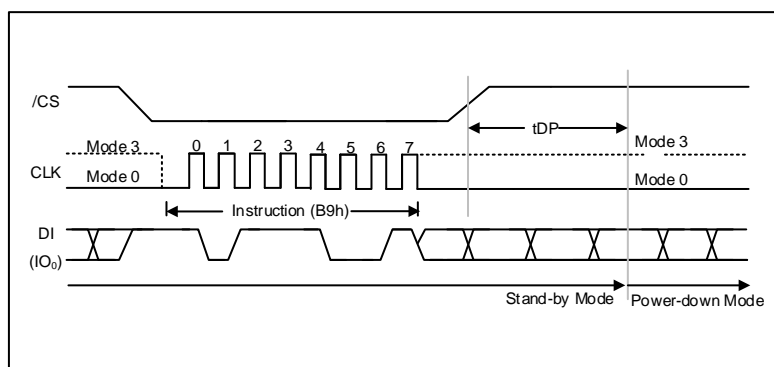 /CS
tDP
Mode 3 0 1 2 3 4 5 6 7 Mode 3
CLK Mode 0 Mode 0
Instruction (B9h)
DI
(IO₀)
Stand-by Mode Power-down Mode